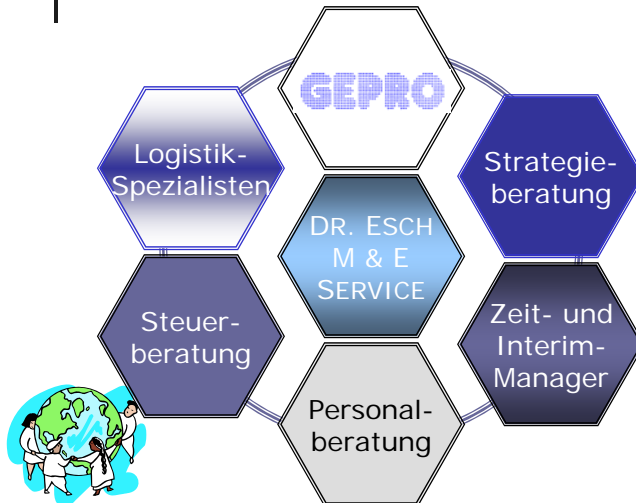 GEPRO
Logistik-
Spezialisten
Strategie-
beratung
DR. ESCH
M & E
SERVICE
Steuer-
beratung
Zeit- und
Interim-
Manager
Personal-
beratung